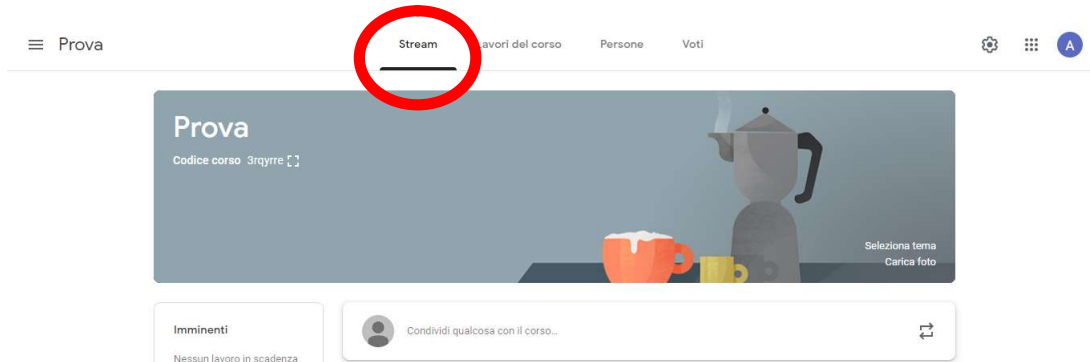 Prova
Stream Lavori del corso Persone Voti
A
Prova
Codice corso 3rqyrre
Seleziona tema
Carica foto
Imminenti
Nessun lavoro in scadenza
Condividi qualcosa con il corso...